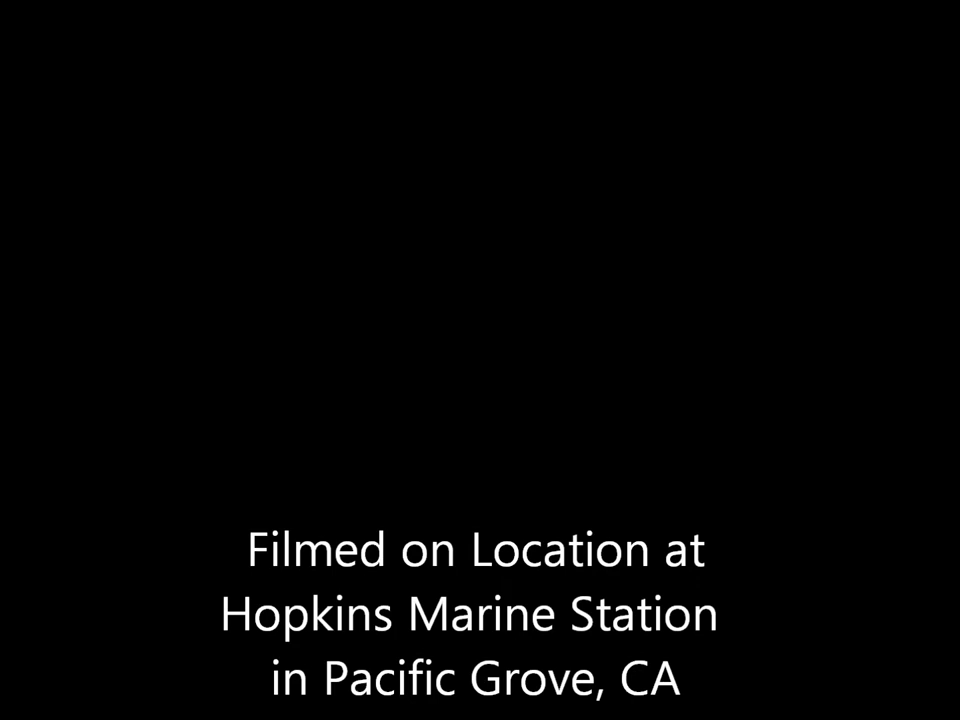 Filmed on Location at
Hopkins Marine Station
in Pacific Grove, CA